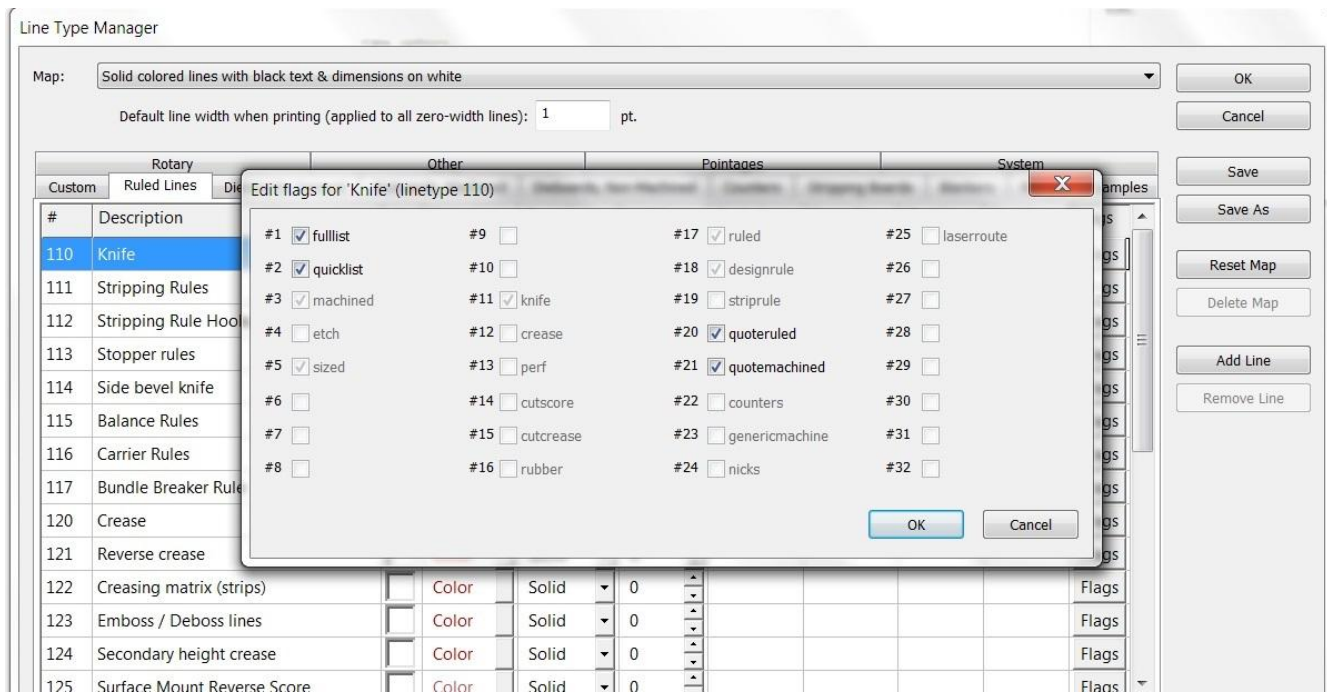 Line Type Manager
Map: Solid colored lines with black text & dimensions on white
OK
Default line width when printing (applied to all zero-width lines): 1 pt.
Cancel
Rotary Other Pointages System
Save
Custom Ruled Lines
Save As
Edit flags for 'Knife' (linetype 110)
# Description
#1 fulllist #9 #17 ruled #25 laserroute
110 Knife
#2 quicklist #10 #18 designrule #26
Reset Map
111 Stripping Rules
#3 machined #11 knife #19 striprule #27
Delete Map
112 Stripping Rule
#4 etch #12 crease #20 quoteruled #28
113 Stopper rules
#5 sized #13 perf #21 quotemachined #29
Add Line
114 Side bevel knife
#6 #14 cutscore #22 counters #30
Remove Line
115 Balance Rules
#7 #15 cutcrease #23 genericmachine #31
116 Carrier Rules
#8 #16 rubber #24 nicks #32
117 Bundle Breaker Rule
OK Cancel
120 Crease
121 Reverse crease
122 Creasing matrix (strips) Color Solid 0 Flags
123 Emboss / Deboss lines Color Solid 0 Flags
124 Secondary height crease Color Solid 0 Flags
125 Surface Mount Reverse Score Color Solid 0 Flags